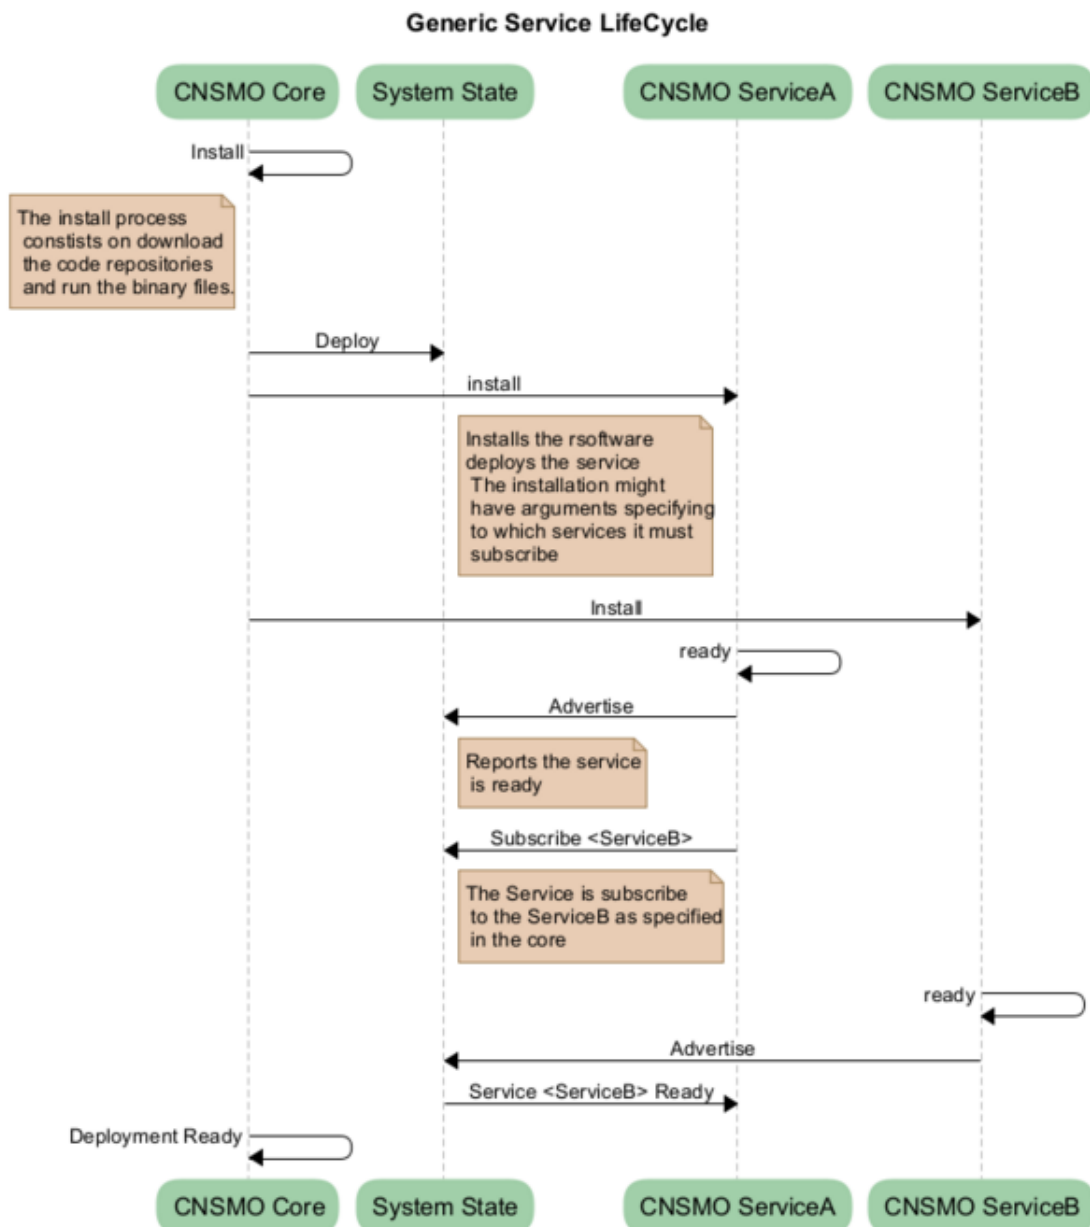 Generic Service LifeCycle
CNSMO Core
System State
CNSMO ServiceA
CNSMO ServiceB
Install
The install process
constists on download
the code repositories
and run the binary files.
Deploy
install
Installs the rsoftware
deploys the service
The installation might
have arguments specifying
to which services it must
subscribe
Install
ready
Advertise
Reports the service
is ready
Subscribe <ServiceB>
The Service is subscribe
to the ServiceB as specified
in the core
ready
Advertise
Service <ServiceB> Ready
Deployment Ready
CNSMO Core
System State
CNSMO ServiceA
CNSMO ServiceB